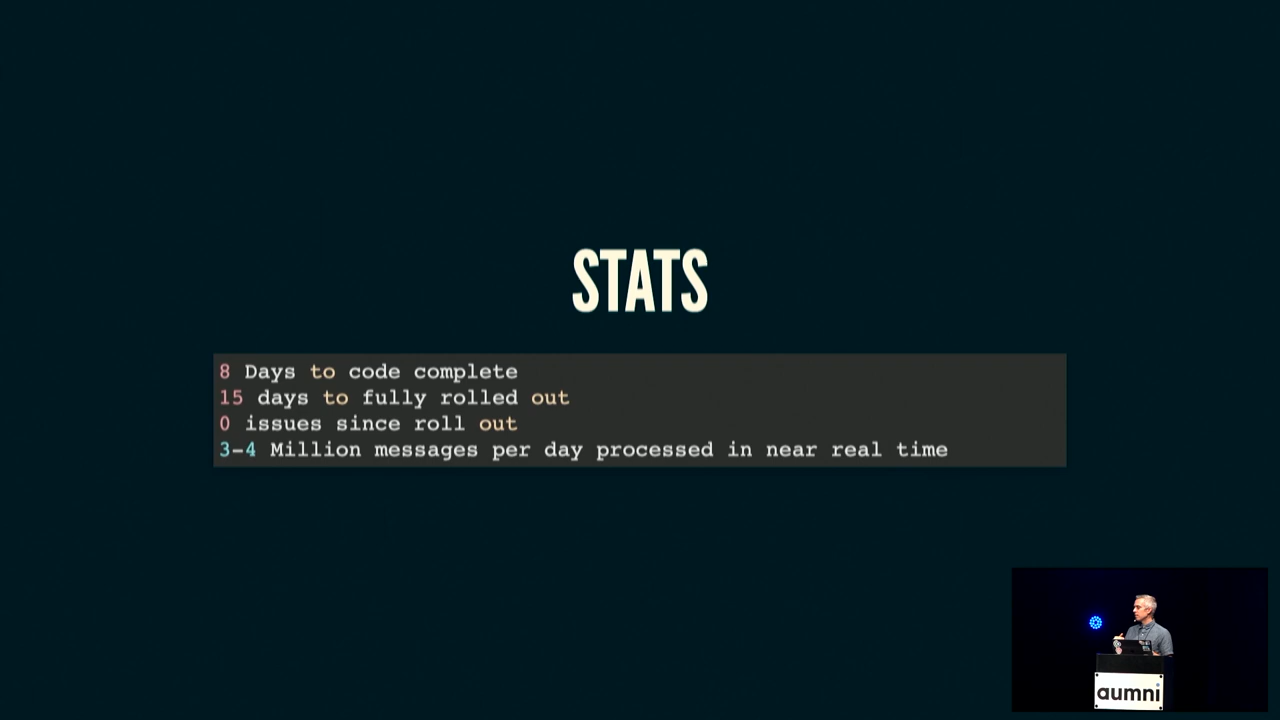 STATS
8 Days to code complete
15 days to fully rolled out
0 issues since roll out
3-4 Million messages per day processed in near real time
aumni